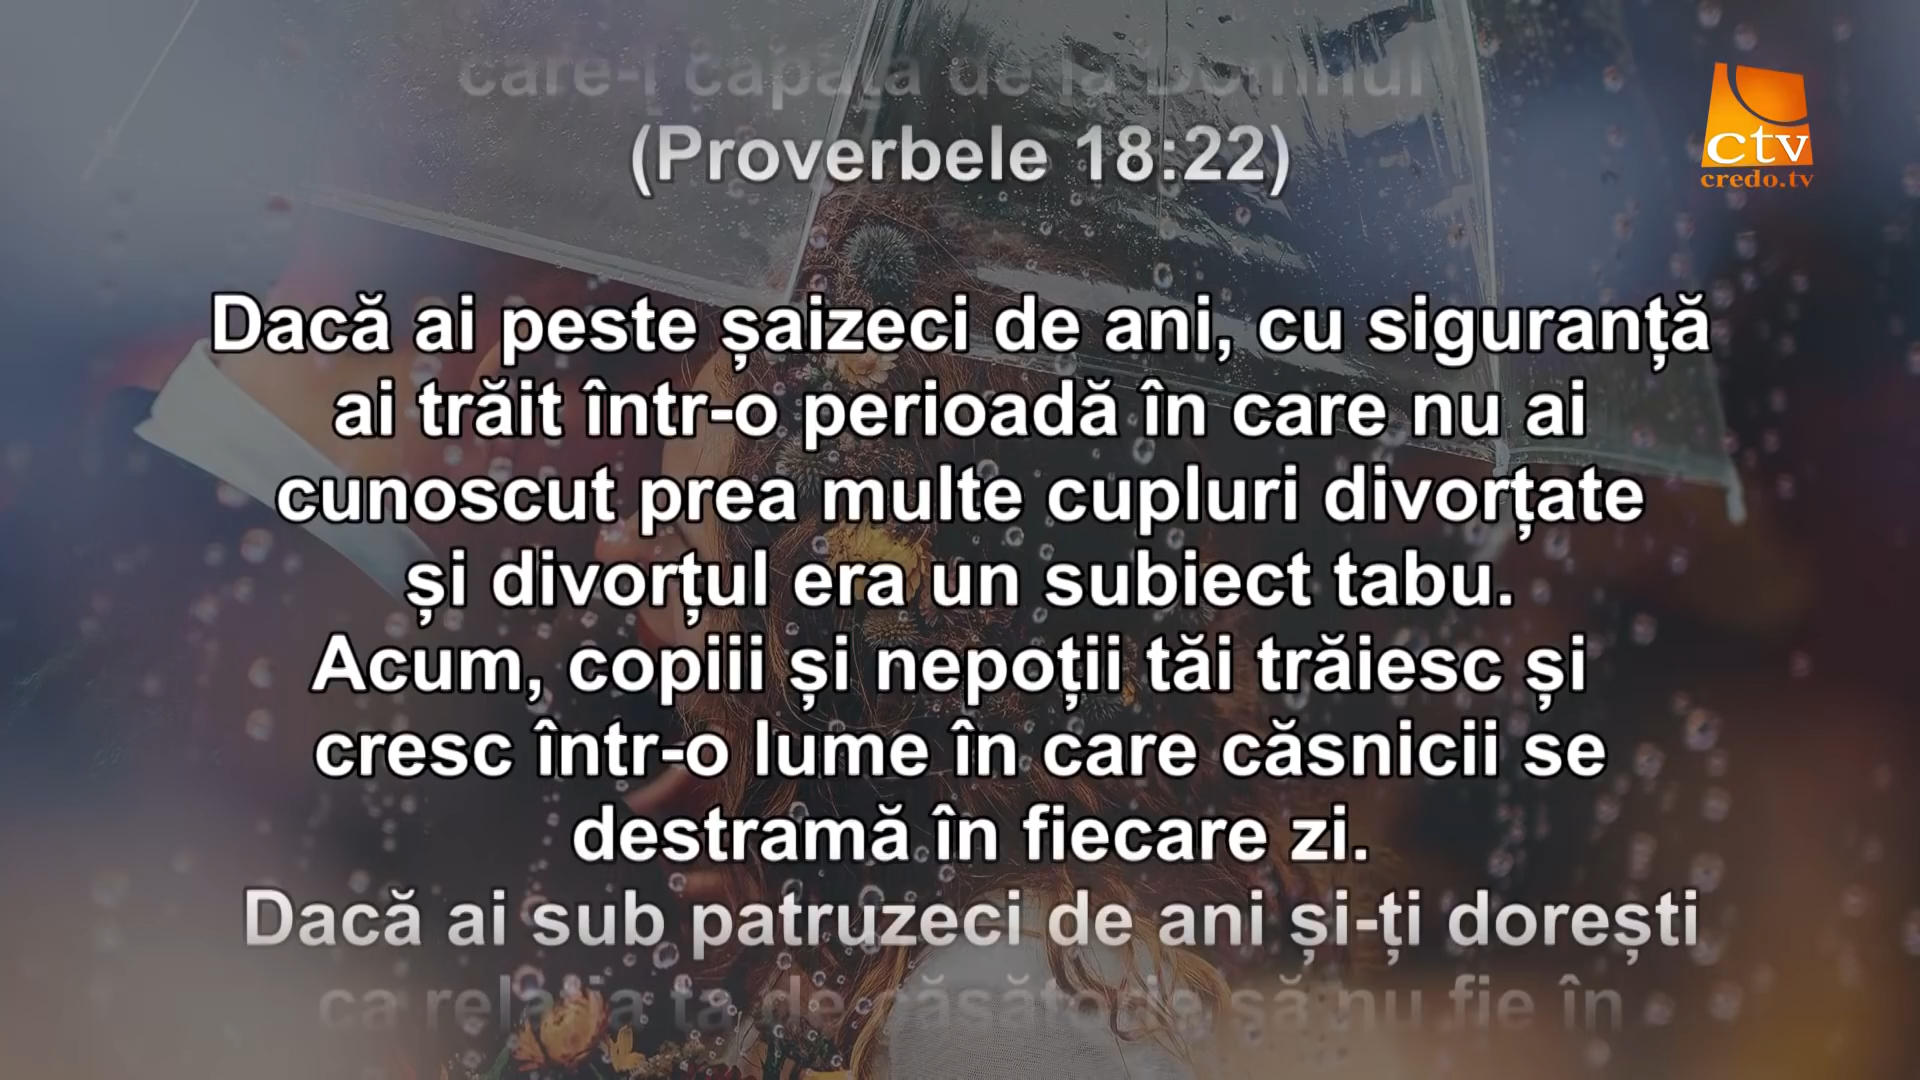 care-l capătă de la Domnul
(Proverbele 18:22)
ctv
credo.tv
Dacă ai peste șaizeci de ani, cu siguranță
ai trăit într-o perioadă în care nu ai
cunoscut prea multe cupluri divorțate
și divorțul era un subiect tabu.
Acum, copiii și nepoții tăi trăiesc și
cresc într-o lume în care căsnicii se
destramă în fiecare zi.
Dacă ai sub patruzeci de ani și-ți dorești
ca relația ta de căsătorie să nu fie în